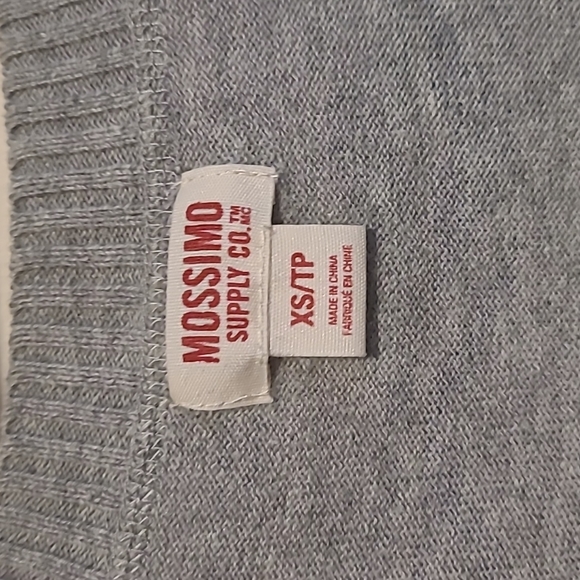 MOSSIMO
SUPPLY CO.™ MC
XS/TP
MADE IN CHINA
FABRIQUÉ EN CHINE